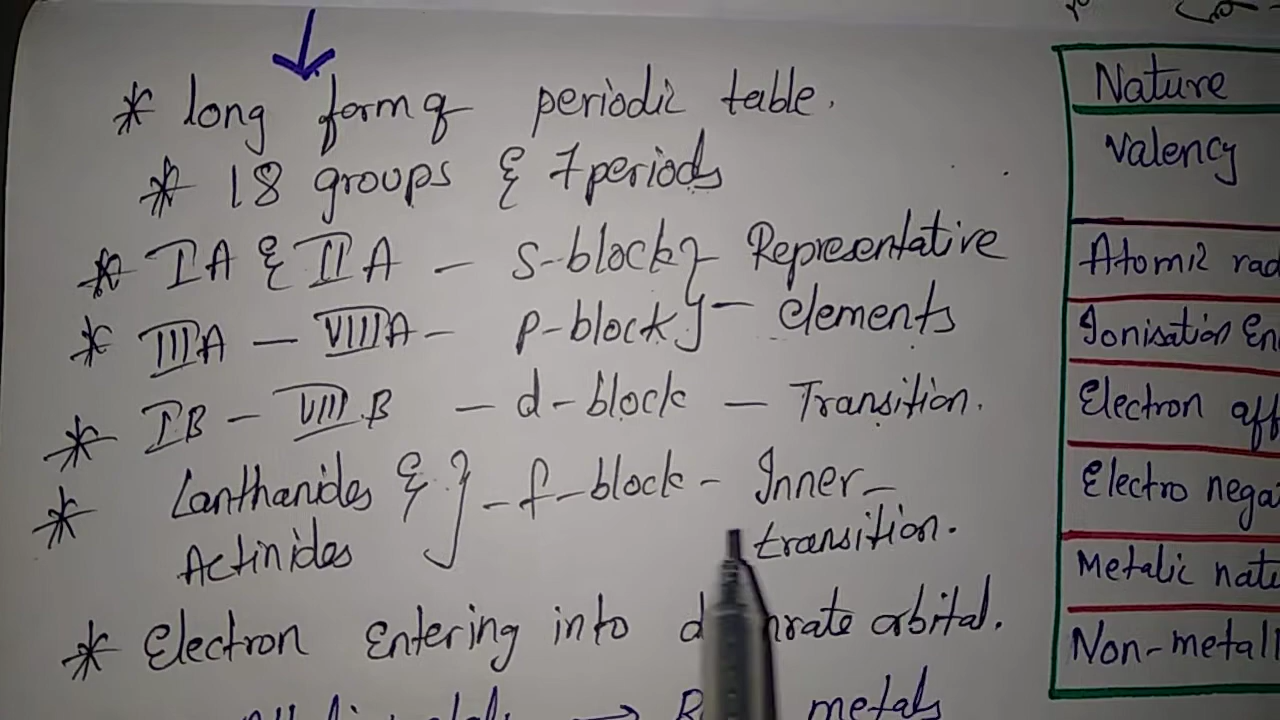 * long form of periodic table.
* 18 groups & 7 periods
* IA & IIA - s-block } Representative
* IIIA - VIIIA - p-block } - elements
* IB - VIII B - d-block - Transition.
* Lanthanides & } - f-block - Inner-
Actinides transition.
* Electron Entering into orbital.
metals
Nature
Valency
Atomic rad
Ionisation En
Electron aff
Electro nega
Metalic natu
Non-metall